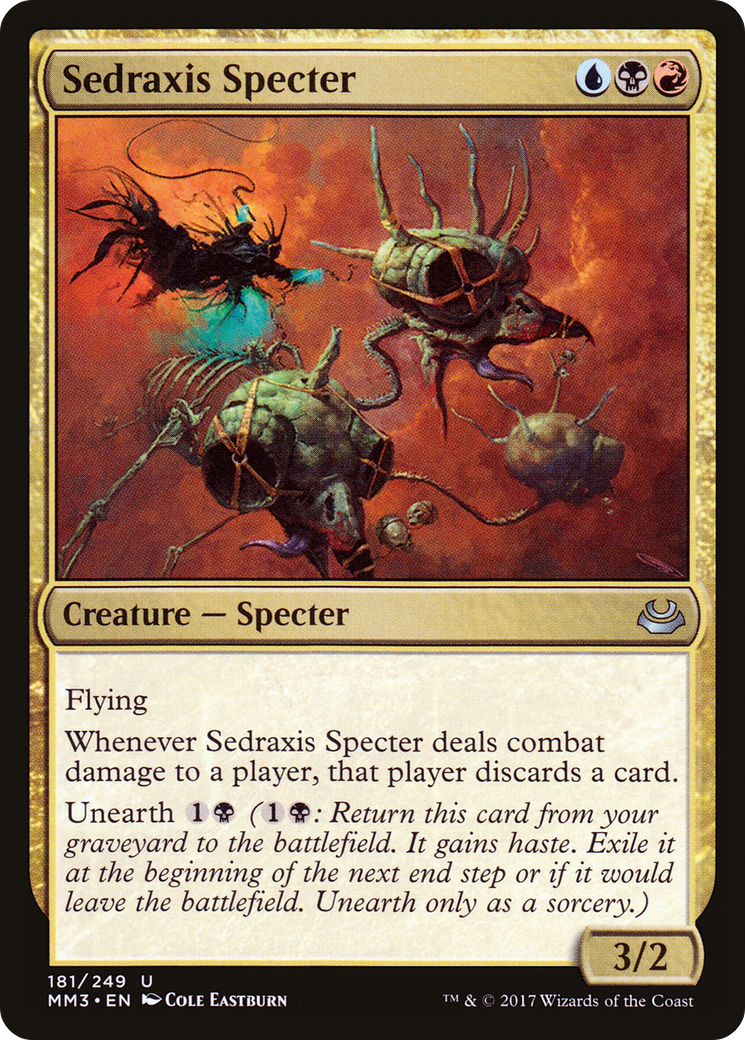 Sedraxis Specter
Creature — Specter
Flying
Whenever Sedraxis Specter deals combat
damage to a player, that player discards a card.
Unearth 1 (1: Return this card from your
graveyard to the battlefield. It gains haste. Exile it
at the beginning of the next end step or if it would
leave the battlefield. Unearth only as a sorcery.)
3/2
181/249 U
MM3 • EN Cole Eastburn
™ & © 2017 Wizards of the Coast